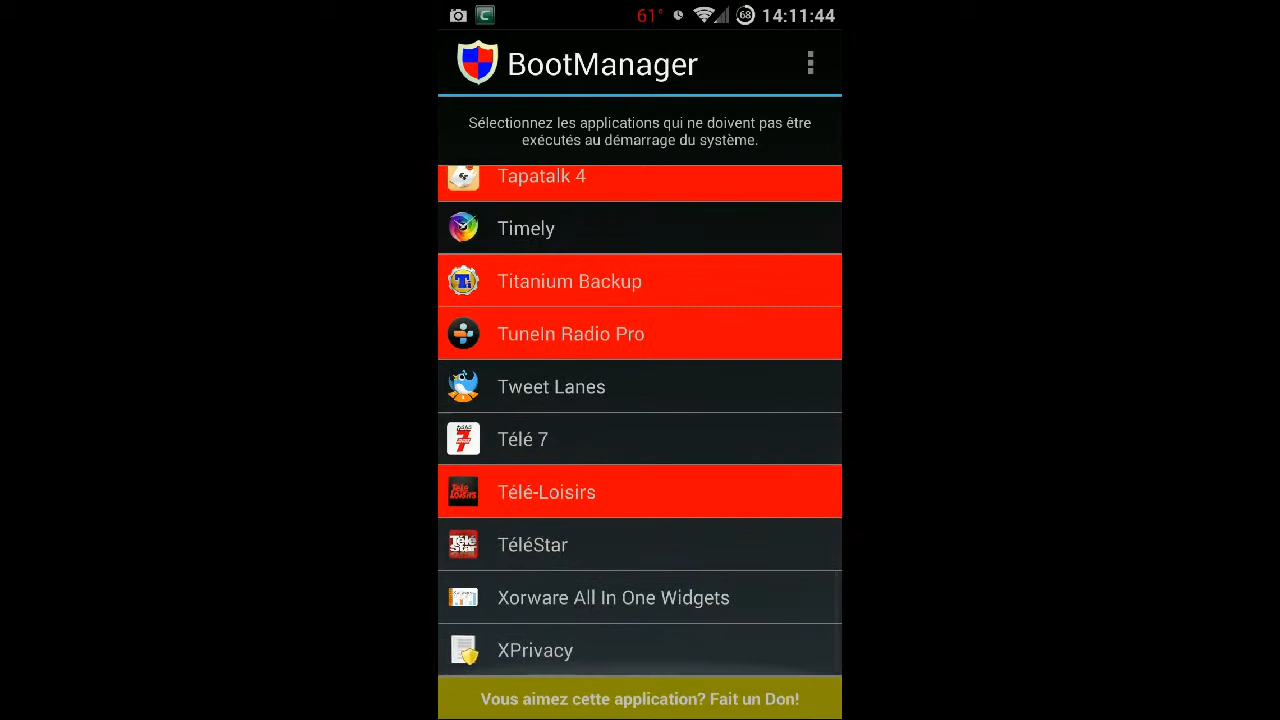 61° 68 14:11:44
BootManager
Sélectionnez les applications qui ne doivent pas être
exécutés au démarrage du système.
Tapatalk 4
Timely
Titanium Backup
TuneIn Radio Pro
Tweet Lanes
Télé 7
Télé-Loisirs
TéléStar
Xorware All In One Widgets
XPrivacy
Vous aimez cette application? Fait un Don!